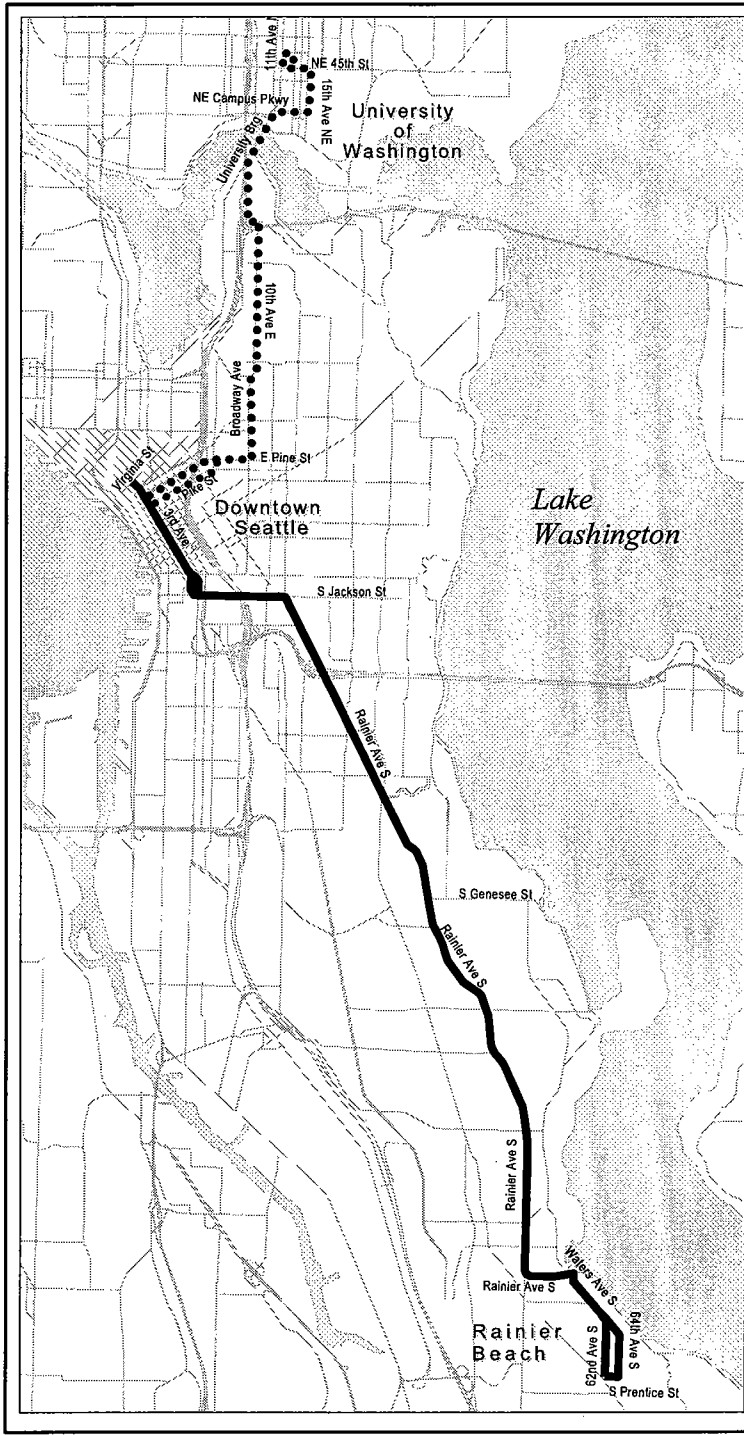 11th Ave
NE 45th St
NE Campus Pkwy
15th Ave NE
University
of
Washington
University Brg
10th Ave E
Broadway Ave
E Pine St
Virginia St
Pike St
3rd Ave
Downtown
Seattle
Lake
Washington
S Jackson St
Rainier Ave S
S Genesee St
Rainier Ave S
Rainier Ave S
Waters Ave S
Rainier Ave S
Rainier
Beach
62nd Ave S
64th Ave S
S Prentice St